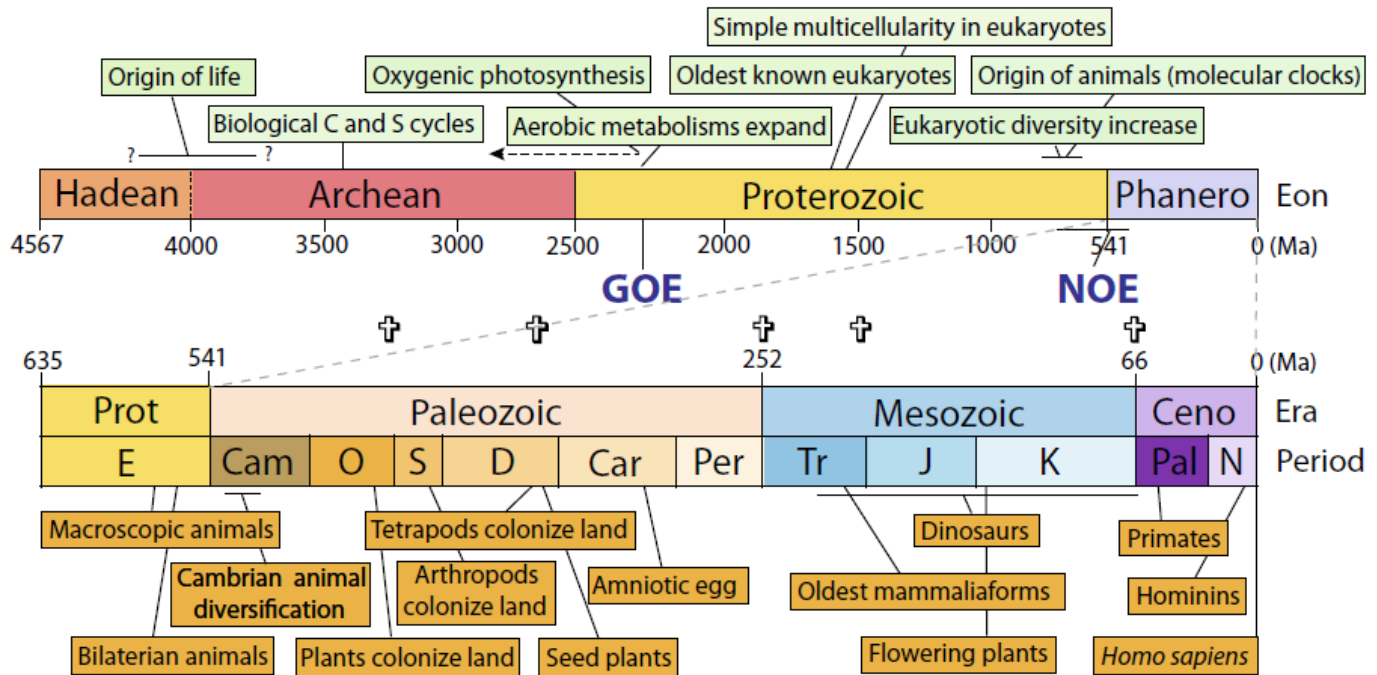 Simple multicellularity in eukaryotes
Origin of life
Oxygenic photosynthesis
Oldest known eukaryotes
Origin of animals (molecular clocks)
Biological C and S cycles
Aerobic metabolisms expand
Eukaryotic diversity increase
? ?
Hadean Archean Proterozoic Phanero Eon
4567 4000 3500 3000 2500 2000 1500 1000 541 0 (Ma)
GOE NOE
635 541 252 66 0 (Ma)
Prot Paleozoic Mesozoic Ceno Era
E Cam O S D Car Per Tr J K Pal N Period
Macroscopic animals
Tetrapods colonize land
Dinosaurs
Primates
Cambrian animal
diversification
Arthropods
colonize land
Amniotic egg
Oldest mammaliaforms
Hominins
Bilaterian animals
Plants colonize land
Seed plants
Flowering plants
Homo sapiens